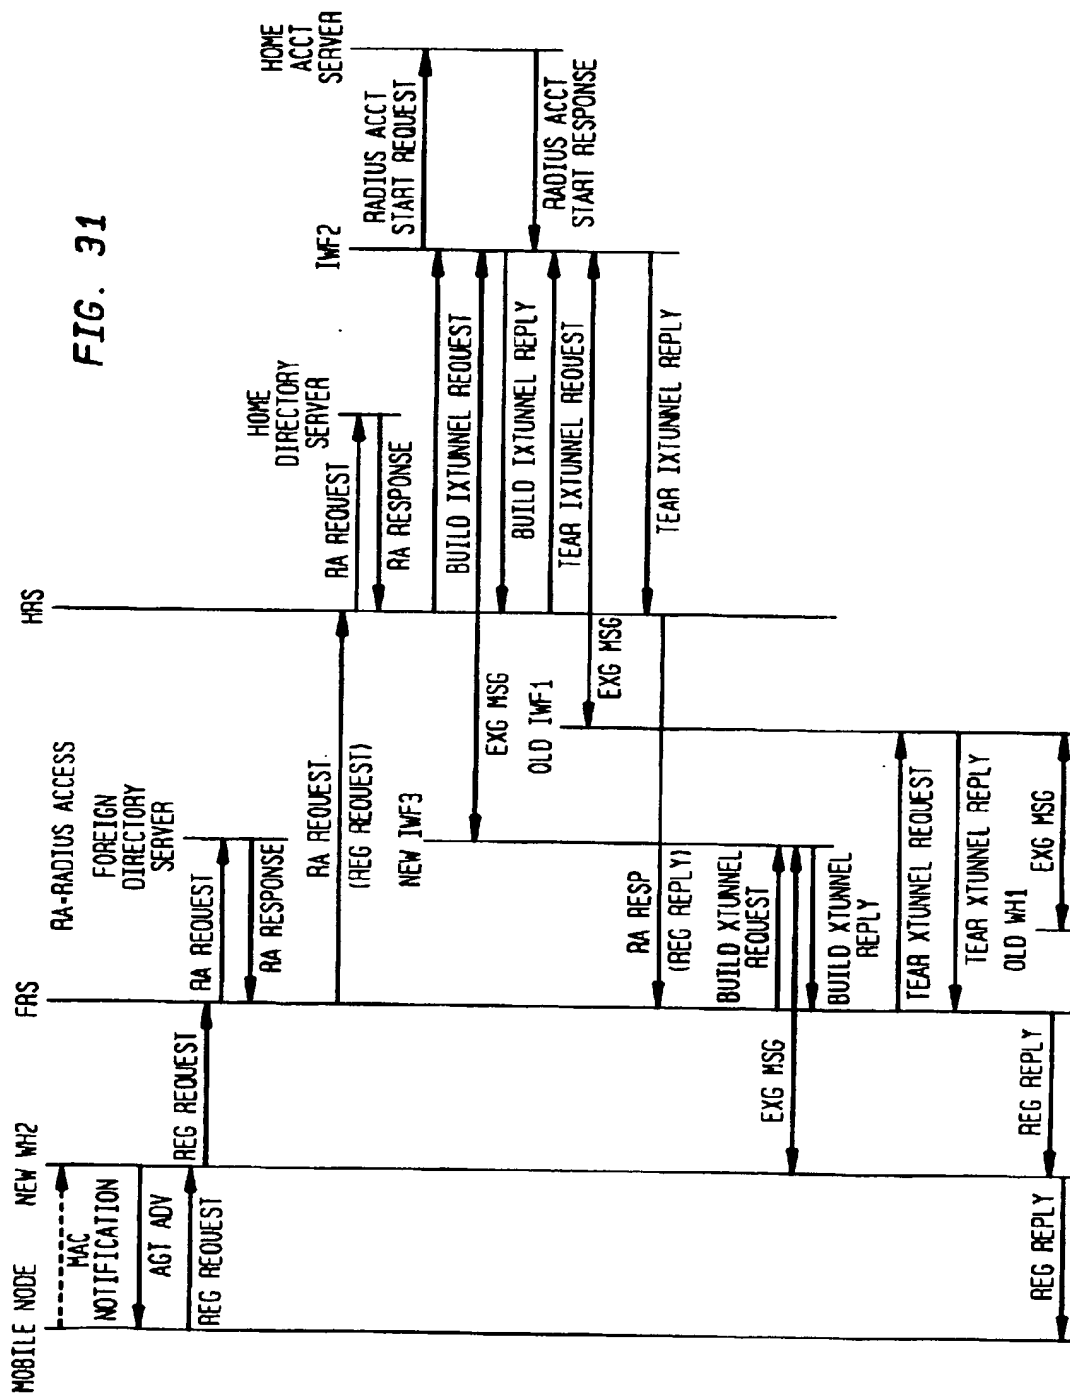 FIG. 31
MOBILE NODE
NEW WH2
FRS
RA-RADIUS ACCESS
HRS
MAC
NOTIFICATION
AGT ADV
REG REQUEST
REG REQUEST
FOREIGN
DIRECTORY
SERVER
RA REQUEST
RA RESPONSE
RA REQUEST
(REG REQUEST)
HOME
DIRECTORY
SERVER
RA REQUEST
RA RESPONSE
IWF2
HOME
ACCT
SERVER
RADIUS ACCT
START REQUEST
BUILD IXTUNNEL REQUEST
NEW IWF3
EXG MSG
BUILD IXTUNNEL REPLY
RADIUS ACCT
START RESPONSE
TEAR IXTUNNEL REQUEST
OLD IWF1
EXG MSG
TEAR IXTUNNEL REPLY
RA RESP
(REG REPLY)
BUILD XTUNNEL
REQUEST
EXG MSG
BUILD XTUNNEL
REPLY
TEAR XTUNNEL REQUEST
TEAR XTUNNEL REPLY
OLD WH1
EXG MSG
REG REPLY
REG REPLY